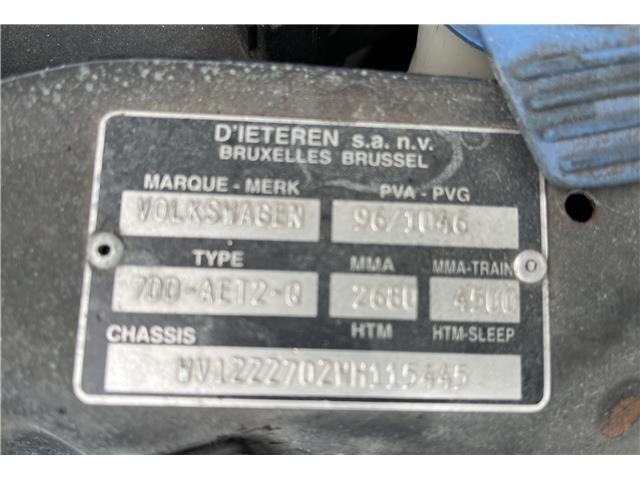 D'IETEREN s.a. n.v.
BRUXELLES BRUSSEL
MARQUE - MERK PVA - PVG
VOLKSWAGEN 96/1046
TYPE MMA MMA-TRAIN
70D-AET2-0 2680 4500
HTM HTM-SLEEP
CHASSIS
WV1ZZZ70ZWH115445